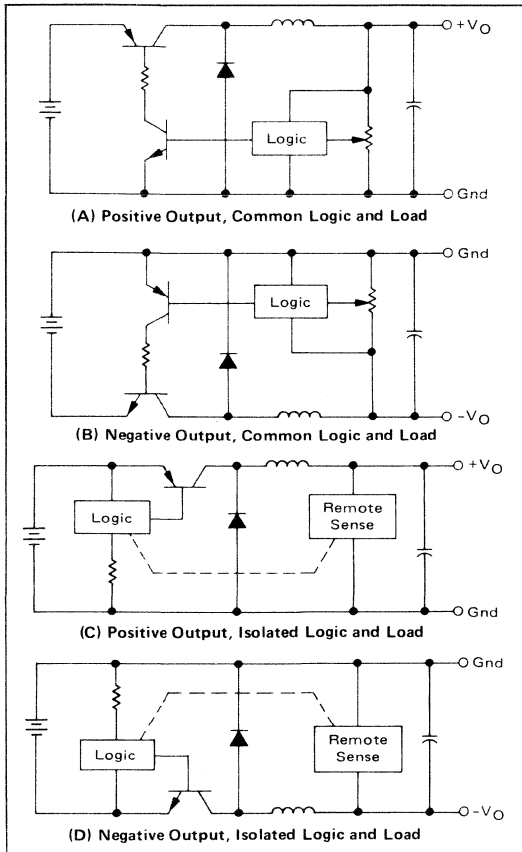 +VO
Logic
Gnd
(A) Positive Output, Common Logic and Load
Gnd
Logic
-VO
(B) Negative Output, Common Logic and Load
+VO
Logic
Remote
Sense
Gnd
(C) Positive Output, Isolated Logic and Load
Gnd
Logic
Remote
Sense
-VO
(D) Negative Output, Isolated Logic and Load